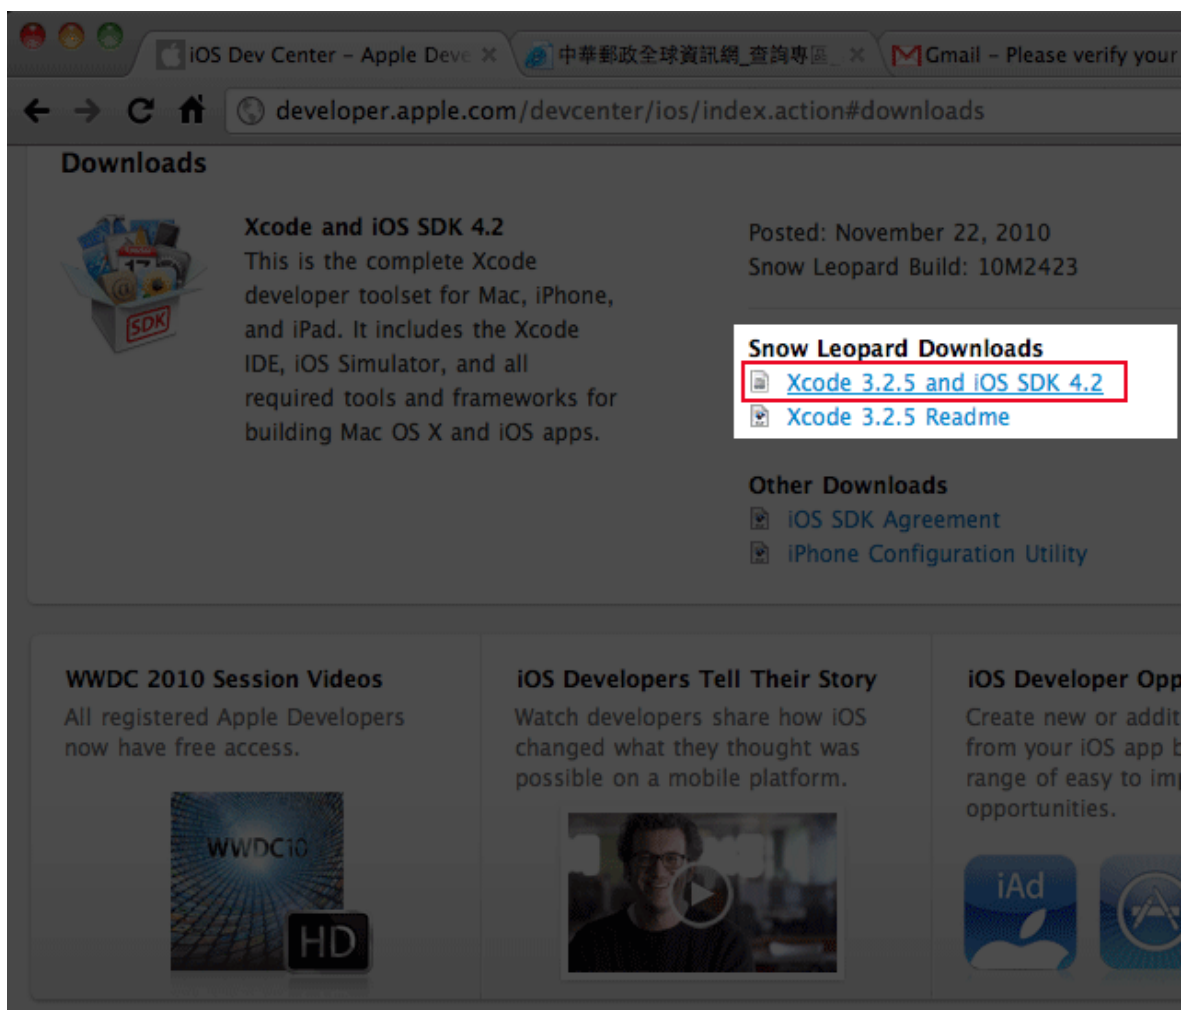 iOS Dev Center – Apple Deve
中華郵政全球資訊網_查詢專區_
Gmail – Please verify your
developer.apple.com/devcenter/ios/index.action#downloads
Downloads
Xcode and iOS SDK 4.2
This is the complete Xcode
developer toolset for Mac, iPhone,
and iPad. It includes the Xcode
IDE, iOS Simulator, and all
required tools and frameworks for
building Mac OS X and iOS apps.
SDK
Posted: November 22, 2010
Snow Leopard Build: 10M2423
Snow Leopard Downloads
Xcode 3.2.5 and iOS SDK 4.2
Xcode 3.2.5 Readme
Other Downloads
iOS SDK Agreement
iPhone Configuration Utility
WWDC 2010 Session Videos
All registered Apple Developers
now have free access.
WWDC10
HD
iOS Developers Tell Their Story
Watch developers share how iOS
changed what they thought was
possible on a mobile platform.
iOS Developer Opp
Create new or addit
from your iOS app b
range of easy to imp
opportunities.
iAd